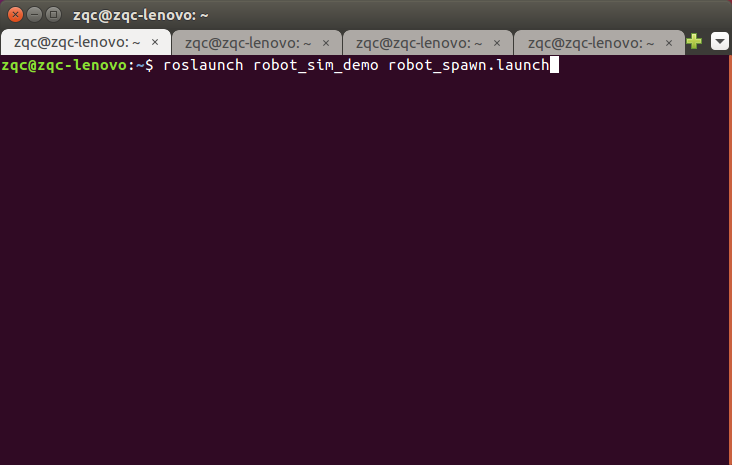 zqc@zqc-lenovo: ~
zqc@zqc-lenovo: ~ × zqc@zqc-lenovo: ~ × zqc@zqc-lenovo: ~ × zqc@zqc-lenovo: ~ ×
zqc@zqc-lenovo:~$ roslaunch robot_sim_demo robot_spawn.launch